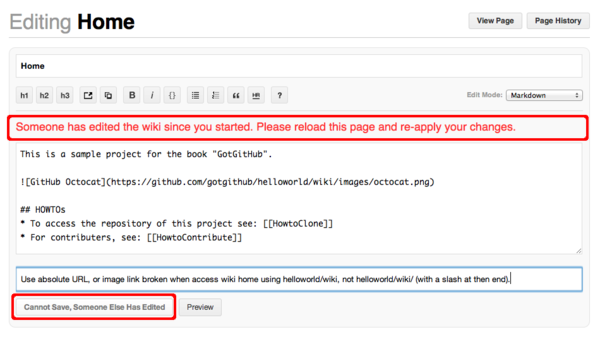 Editing Home
View Page
Page History
Home
h1 h2 h3 B i {} “ HR ?
Edit Mode: Markdown
Someone has edited the wiki since you started. Please reload this page and re-apply your changes.
This is a sample project for the book "GotGitHub".
![GitHub Octocat](https://github.com/gotgithub/helloworld/wiki/images/octocat.png)
## HOWTOs
* To access the repository of this project see: [[HowtoClone]]
* For contributers, see: [[HowtoContribute]]
Use absolute URL, or image link broken when access wiki home using helloworld/wiki, not helloworld/wiki/ (with a slash at then end).
Cannot Save, Someone Else Has Edited
Preview